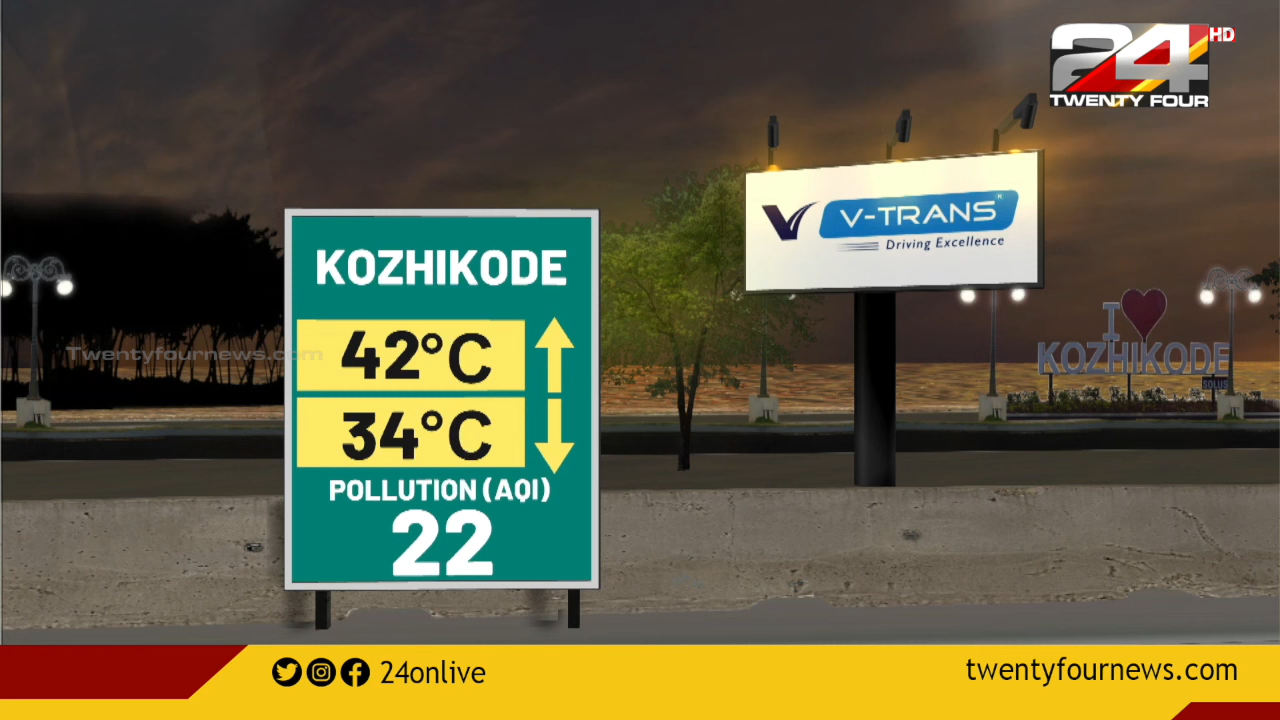 24 HD
TWENTY FOUR
V V-TRANS
Driving Excellence
KOZHIKODE
42°C
34°C
POLLUTION (AQI)
22
Twentyfournews.com
I
KOZHIKODE
SOLUS
24onlive
twentyfournews.com